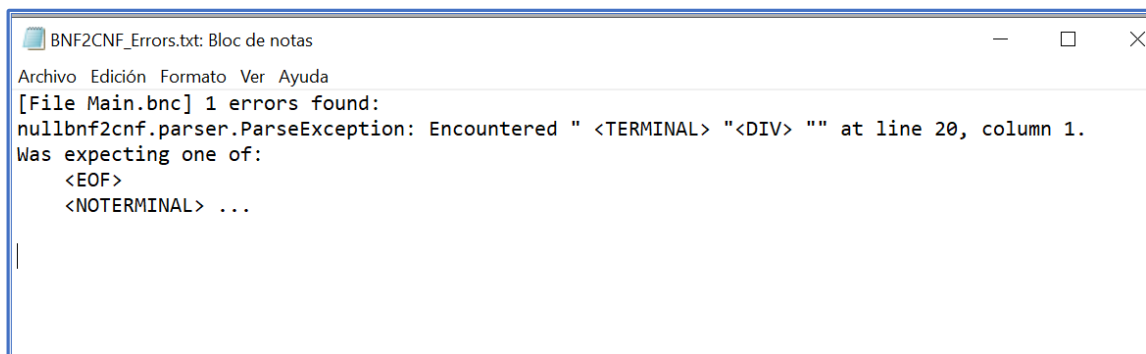 BNF2CNF_Errors.txt: Bloc de notas
Archivo Edición Formato Ver Ayuda
[File Main.bnc] 1 errors found:
nullbnf2cnf.parser.ParseException: Encountered " <TERMINAL> "<DIV> "" at line 20, column 1.
Was expecting one of:
    <EOF>
    <NOTERMINAL> ...